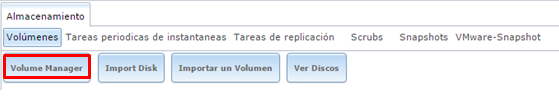 Almacenamiento
Volúmenes Tareas periodicas de instantaneas Tareas de replicación Scrubs Snapshots VMware-Snapshot
Volume Manager Import Disk Importar un Volumen Ver Discos